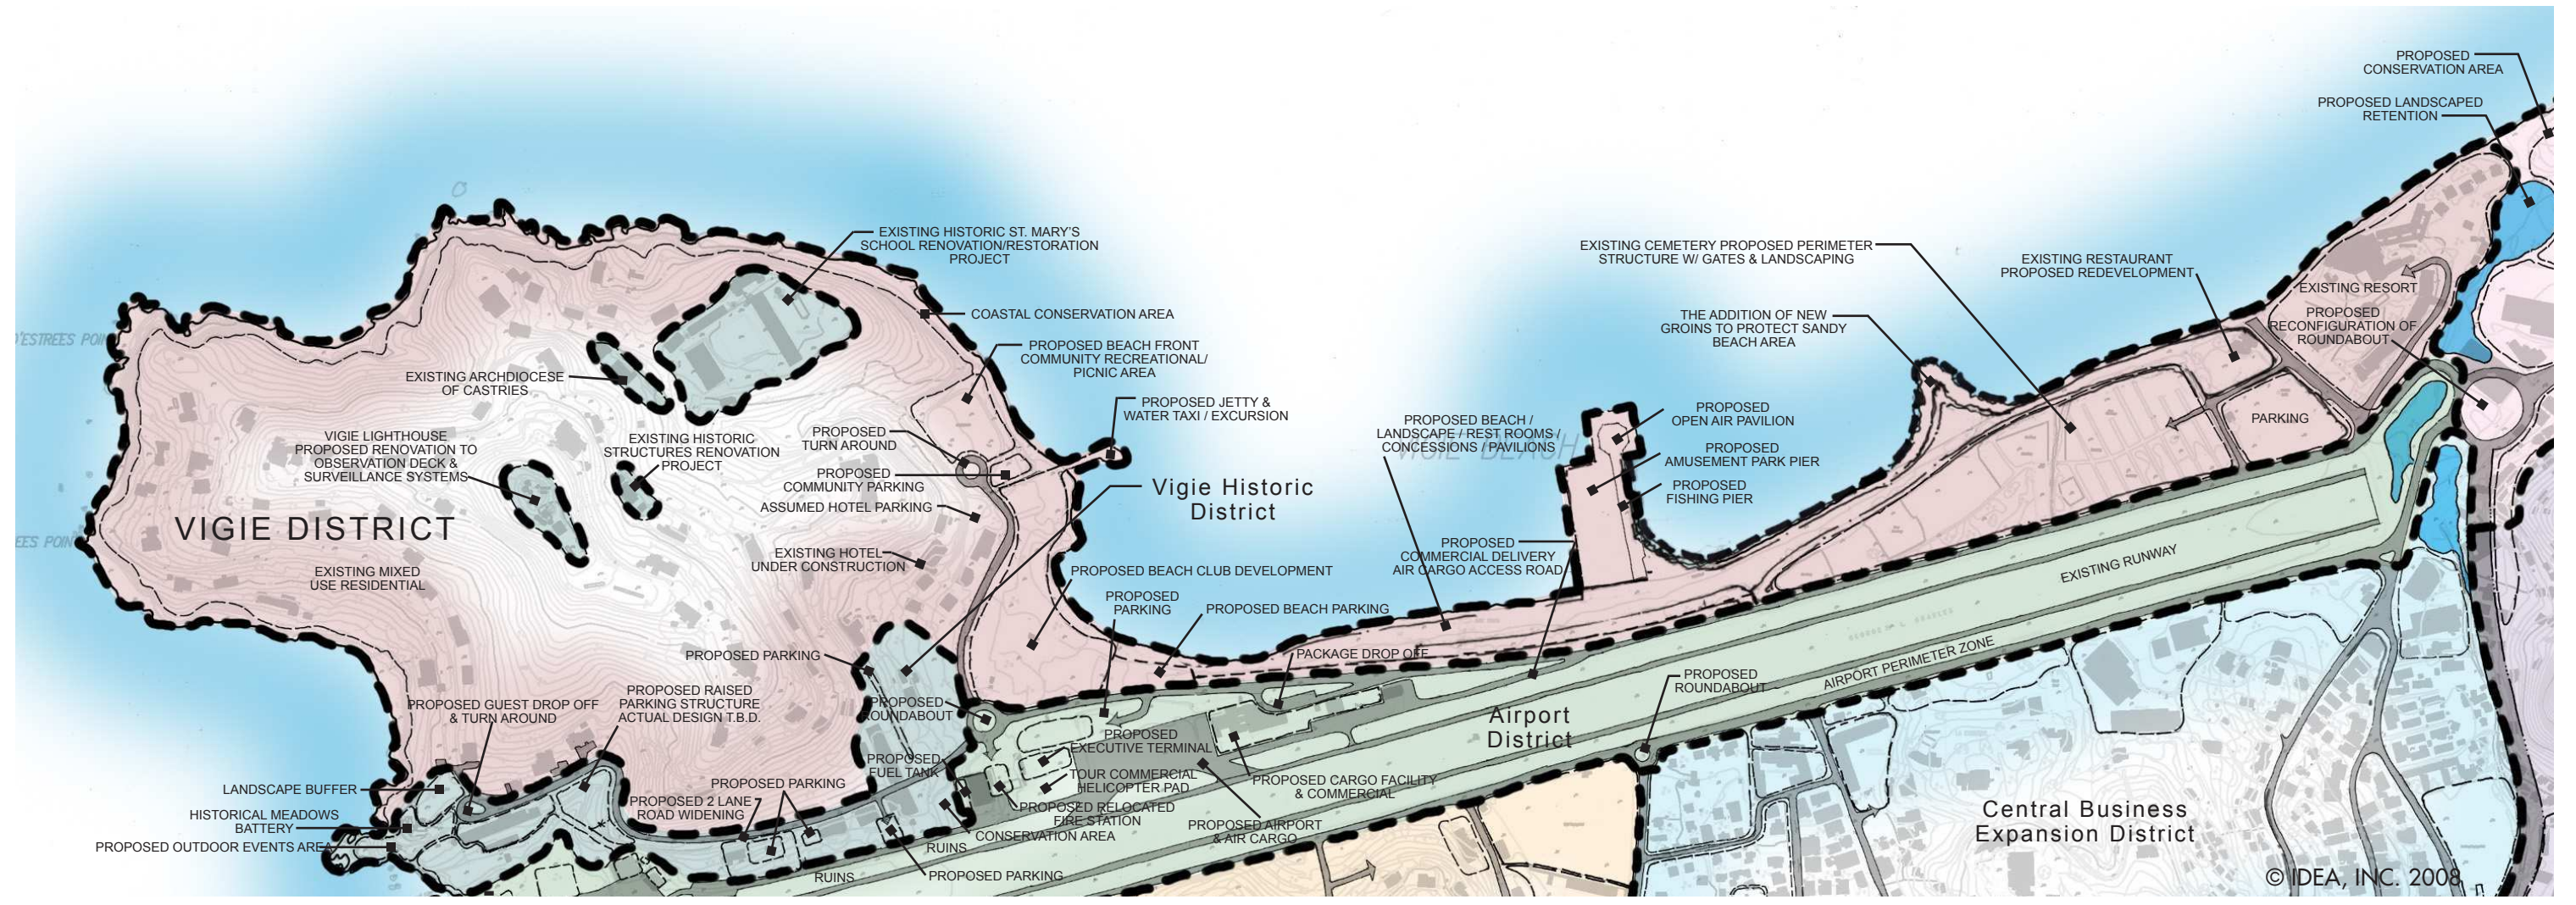 PROPOSED
CONSERVATION AREA
PROPOSED LANDSCAPED
RETENTION
EXISTING HISTORIC ST. MARY'S
SCHOOL RENOVATION/RESTORATION
PROJECT
EXISTING CEMETERY PROPOSED PERIMETER
STRUCTURE W/ GATES & LANDSCAPING
EXISTING RESTAURANT
PROPOSED REDEVELOPMENT
EXISTING RESORT
PROPOSED
RECONFIGURATION OF
ROUNDABOUT
COASTAL CONSERVATION AREA
THE ADDITION OF NEW
GROINS TO PROTECT SANDY
BEACH AREA
D'ESTREES POIN
PROPOSED BEACH FRONT
COMMUNITY RECREATIONAL/
PICNIC AREA
EXISTING ARCHDIOCESE
OF CASTRIES
PROPOSED JETTY &
WATER TAXI / EXCURSION
PROPOSED BEACH /
LANDSCAPE / REST ROOMS /
CONCESSIONS / PAVILIONS
VIGIE BEACH
PROPOSED
OPEN AIR PAVILION
PROPOSED
AMUSEMENT PARK PIER
PROPOSED
FISHING PIER
PARKING
VIGIE LIGHTHOUSE
PROPOSED RENOVATION TO
OBSERVATION DECK &
SURVEILLANCE SYSTEMS
EXISTING HISTORIC
STRUCTURES RENOVATION
PROJECT
PROPOSED
TURN AROUND
PROPOSED
COMMUNITY PARKING
ASSUMED HOTEL PARKING
Vigie Historic
District
VIGIE DISTRICT
EES POIN
EXISTING MIXED
USE RESIDENTIAL
EXISTING HOTEL
UNDER CONSTRUCTION
PROPOSED BEACH CLUB DEVELOPMENT
PROPOSED
COMMERCIAL DELIVERY
AIR CARGO ACCESS ROAD
EXISTING RUNWAY
PROPOSED
PARKING
PROPOSED BEACH PARKING
PROPOSED PARKING
PACKAGE DROP OFF
AIRPORT PERIMETER ZONE
PROPOSED
ROUNDABOUT
PROPOSED GUEST DROP OFF
& TURN AROUND
PROPOSED RAISED
PARKING STRUCTURE
ACTUAL DESIGN T.B.D.
PROPOSED
ROUNDABOUT
Airport
District
PROPOSED
EXECUTIVE TERMINAL
PROPOSED
FUEL TANK
TOUR COMMERCIAL
HELICOPTER PAD
PROPOSED CARGO FACILITY
& COMMERCIAL
LANDSCAPE BUFFER
PROPOSED PARKING
PROPOSED 2 LANE
ROAD WIDENING
PROPOSED RELOCATED
FIRE STATION
HISTORICAL MEADOWS
BATTERY
PROPOSED AIRPORT
& AIR CARGO
CONSERVATION AREA
PROPOSED OUTDOOR EVENTS AREA
RUINS
RUINS
PROPOSED PARKING
Central Business
Expansion District
© IDEA, INC. 2008